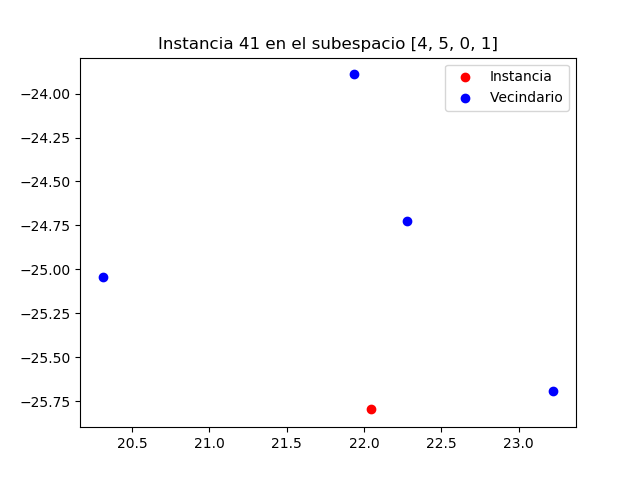 Instancia 41 en el subespacio [4, 5, 0, 1]
Instancia
Vecindario
−24.00
−24.25
−24.50
−24.75
−25.00
−25.25
−25.50
−25.75
20.5 21.0 21.5 22.0 22.5 23.0